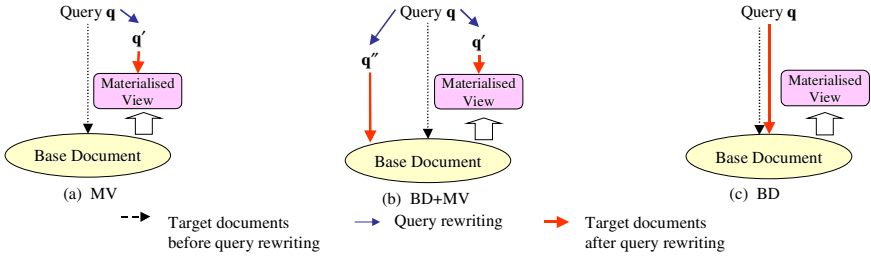 Query q
q′
Materialised
View
Base Document
(a) MV
Query q
q″
q′
Materialised
View
Base Document
(b) BD+MV
Query q
Materialised
View
Base Document
(c) BD
Target documents
before query rewriting
Query rewriting
Target documents
after query rewriting